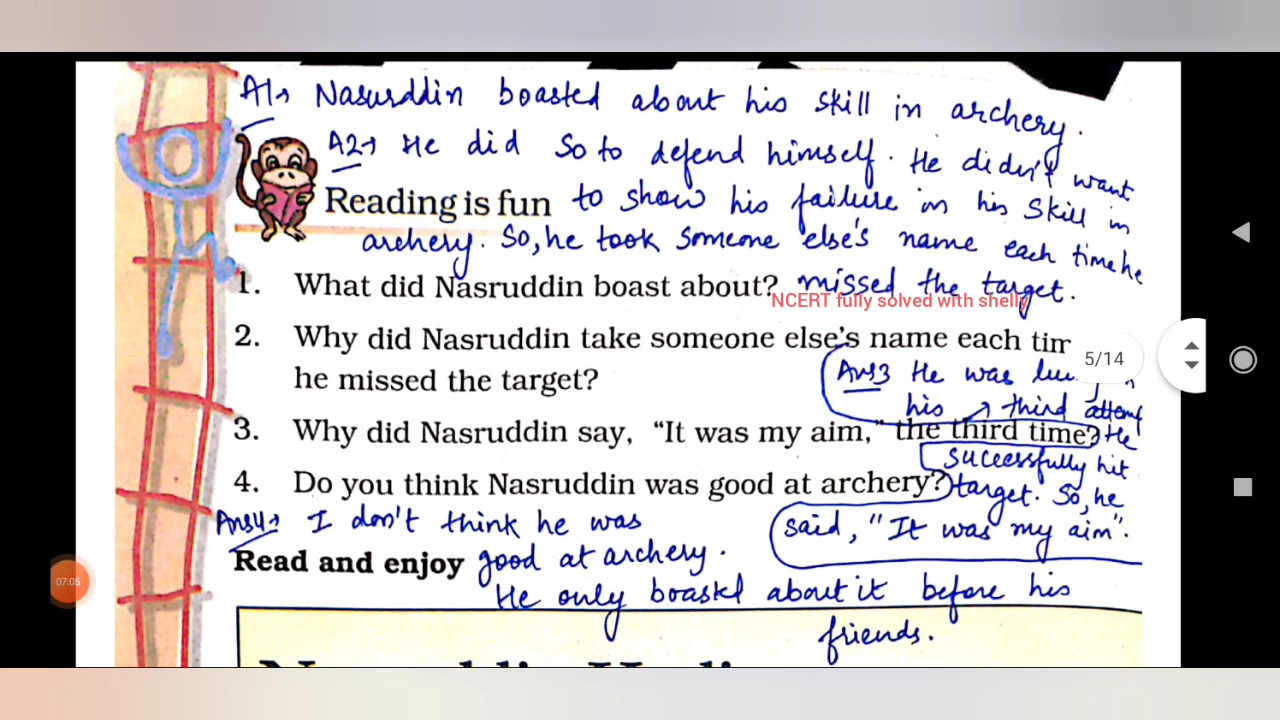 A1→ Nasurddin boasted about his skill in archery.
A2→ He did so to defend himself. He didn't want
Reading is fun to show his failure in his skill in
archery. So, he took someone else's name each time he
1. What did Nasruddin boast about? missed the target.
NCERT fully solved with shelly
2. Why did Nasruddin take someone else's name each tim
he missed the target?
5/14
Ans3 He was
his → third attempt
3. Why did Nasruddin say, “It was my aim,” the third time? He
successfully hit
4. Do you think Nasruddin was good at archery? target. So, he
Ans4→ I don't think he was said, "It was my aim".
Read and enjoy good at archery.
07:05
He only boasted about it before his
friends.